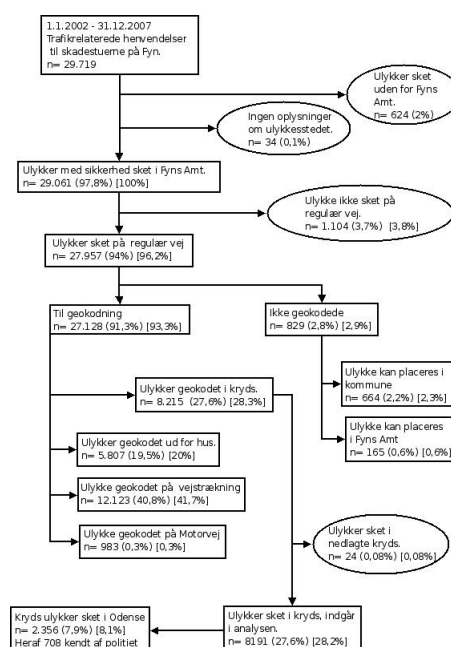 1.1.2002 - 31.12.2007
Trafikrelaterede henvendelser
til skadestuerne på Fyn.
n= 29.719
Ulykker sket
uden for Fyns
Amt.
n= 624 (2%)
Ingen oplysninger
om ulykkesstedet.
n= 34 (0,1%)
Ulykker med sikkerhed sket i Fyns Amt.
n= 29.061 (97,8%) [100%]
Ulykke ikke sket på
regulær vej.
n= 1.104 (3,7%) [3,8%]
Ulykker sket på regulær vej
n= 27.957 (94%) [96,2%]
Til geokodning
n= 27.128 (91,3%) [93,3%]
Ikke geokodede
n= 829 (2,8%) [2,9%]
Ulykke kan placeres i
kommune
n= 664 (2,2%) [2,3%]
Ulykker geokodet i kryds.
n= 8.215 (27,6%) [28,3%]
Ulykke kan placeres
i Fyns Amt
n= 165 (0,6%) [0,6%]
Ulykker geokodet ud for hus.
n= 5.807 (19,5%) [20%]
Ulykke geokodet på vejstrækning
n= 12.123 (40,8%) [41,7%]
Ulykke geokodet på Motorvej
n= 983 (0,3%) [0,3%]
Ulykker sket i
nedlagte kryds.
n= 24 (0,08%) [0,08%]
Kryds ulykker sket i Odense
n= 2.356 (7,9%) [8,1%]
Heraf 708 kendt af politiet
Ulykker sket i kryds, indgår
i analysen.
n= 8191 (27,6%) [28,2%]